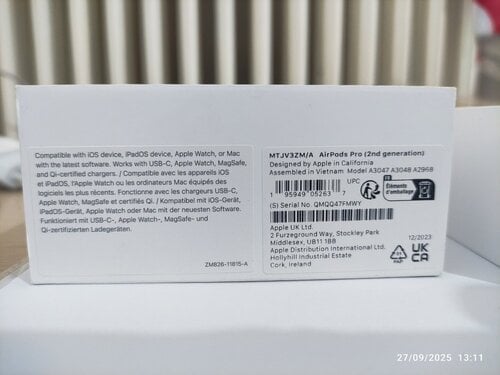 Compatible with iOS device,
iPadOS device, Apple Watch, or Mac
with the latest software. Works with USB-C, Apple Watch, MagSafe,
and Qi-certified chargers. / Compatible avec les appareils iOS
et iPadOS, l'Apple Watch ou les ordinateurs Mac équipés des
logiciels les plus récents. Fonctionne avec les chargeurs USB-C,
Apple Watch, MagSafe et certifiés Qi. / Kompatibel mit iOS-Gerät,
iPadOS-Gerät, Apple Watch oder Mac mit der neuesten Software.
Funktioniert mit USB-C-, Apple Watch-, MagSafe- und
Qi-zertifizierten Ladegeräten.
ZM826-11815-A
MTJV3ZM/A AirPods Pro (2nd generation)
Designed by Apple in California
Assembled in Vietnam Model A3047 A3048 A2968
UPC
1 95949 05263 7
FR
Éléments
d'emballage
(S) Serial No. QMQQ47FMWY
Apple UK Ltd.
2 Furzeground Way, Stockley Park
Middlesex, UB11 1BB
Apple Distribution International Ltd.
Hollyhill Industrial Estate
Cork, Ireland
12/2023
PAP
UK
CA
27/09/2025 13:11